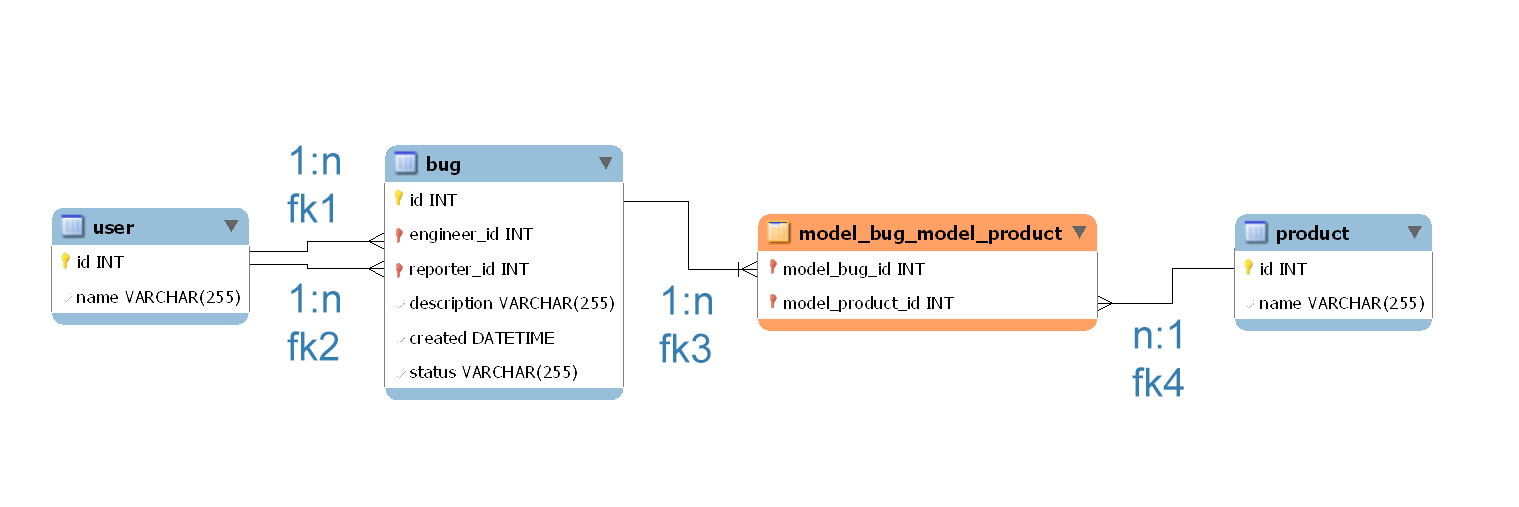 user
id INT
name VARCHAR(255)
1:n
fk1
1:n
fk2
bug
id INT
engineer_id INT
reporter_id INT
description VARCHAR(255)
created DATETIME
status VARCHAR(255)
1:n
fk3
model_bug_model_product
model_bug_id INT
model_product_id INT
n:1
fk4
product
id INT
name VARCHAR(255)